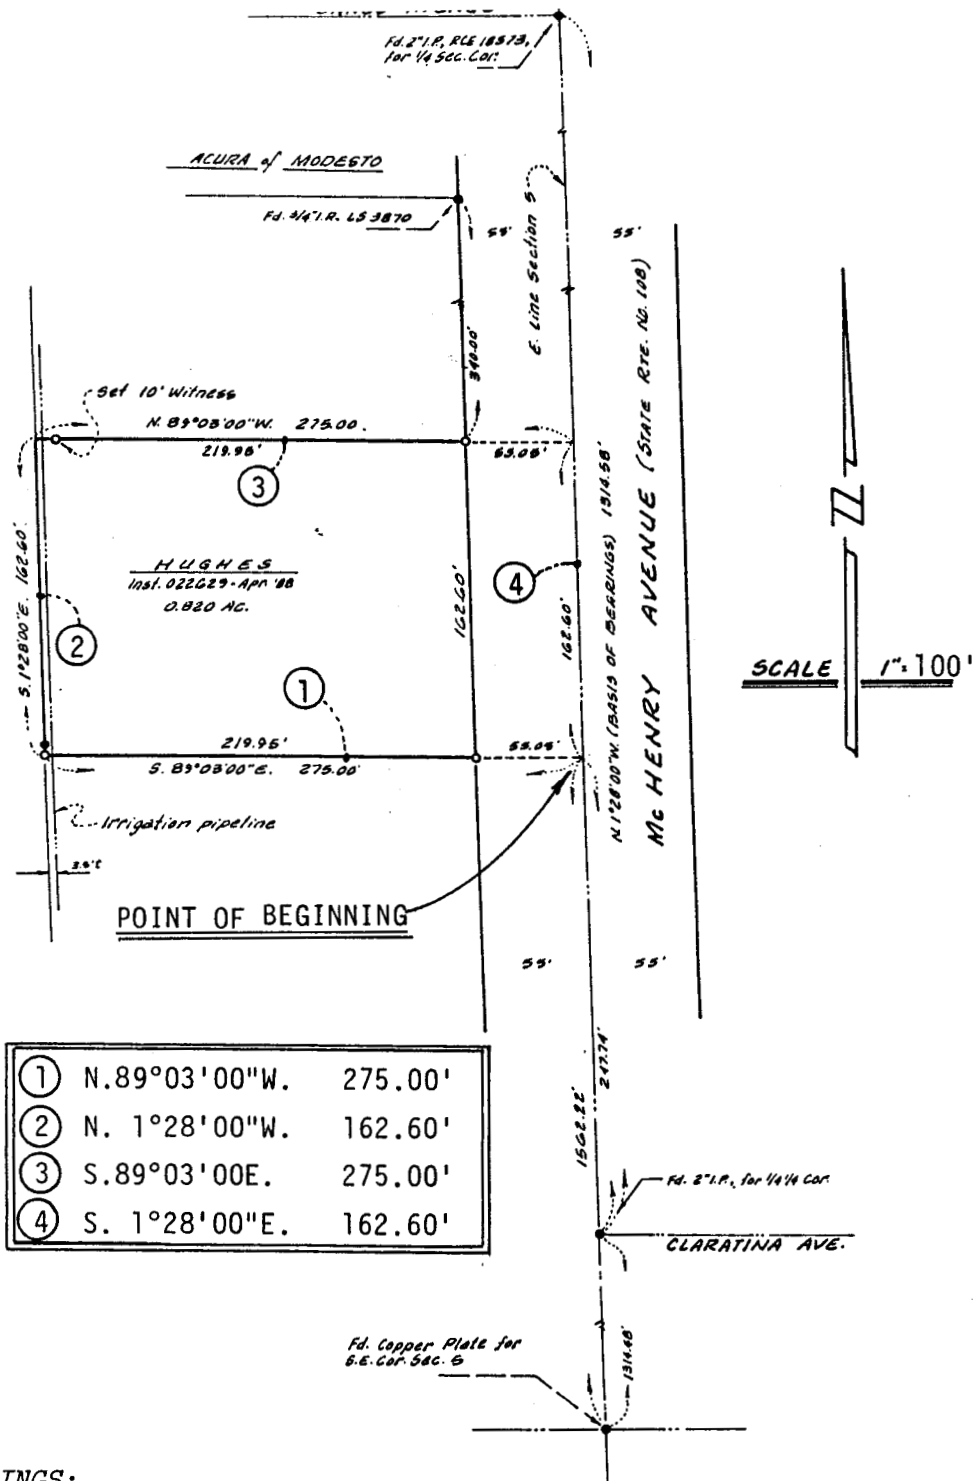 Fd. 2" I.P., RCE 18573,
for 1/4 Sec. Cor.
ACURA of MODESTO
Fd. 3/4" I.R. LS 3870
55'
55'
E. Line Section 5
340.00'
Set 10' Witness
N. 89°03'00"W. 275.00.
219.95'
55.05'
3
HUGHES
Inst. 022629 - Apr '88
0.820 AC.
S. 1°28'00"E. 162.60'
2
162.60'
4
162.60'
N.1°28'00"W. (BASIS OF BEARINGS) 1314.58'
McHENRY AVENUE (STATE RTE. No. 108)
SCALE 1"= 100'
1
219.95'
55.05'
S. 89°03'00"E. 275.00'
Irrigation pipeline
POINT OF BEGINNING
55'
55'
1 N.89°03'00"W. 275.00'
2 N. 1°28'00"W. 162.60'
3 S.89°03'00E. 275.00'
4 S. 1°28'00"E. 162.60'
1562.22'
247.74'
Fd. 2" I.P., for 1/4 1/4 Cor.
CLARATINA AVE.
Fd. Copper Plate for
S.E. Cor. Sec. 5
INGS: